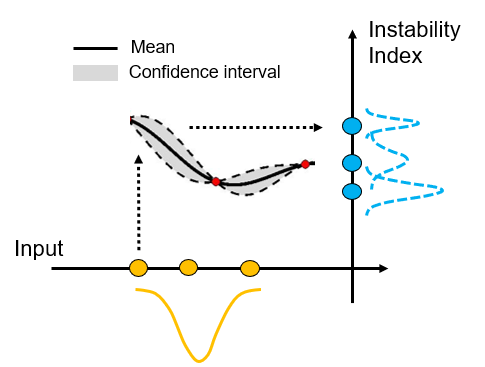 Instability
Index
Mean
Confidence interval
Input